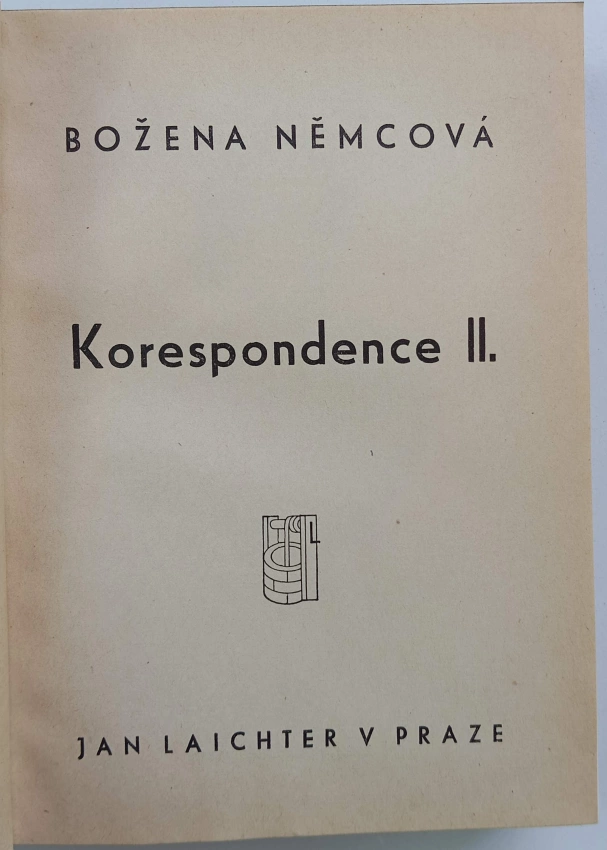 BOŽENA NĚMCOVÁ
Korespondence II.
L
JAN LAICHTER V PRAZE